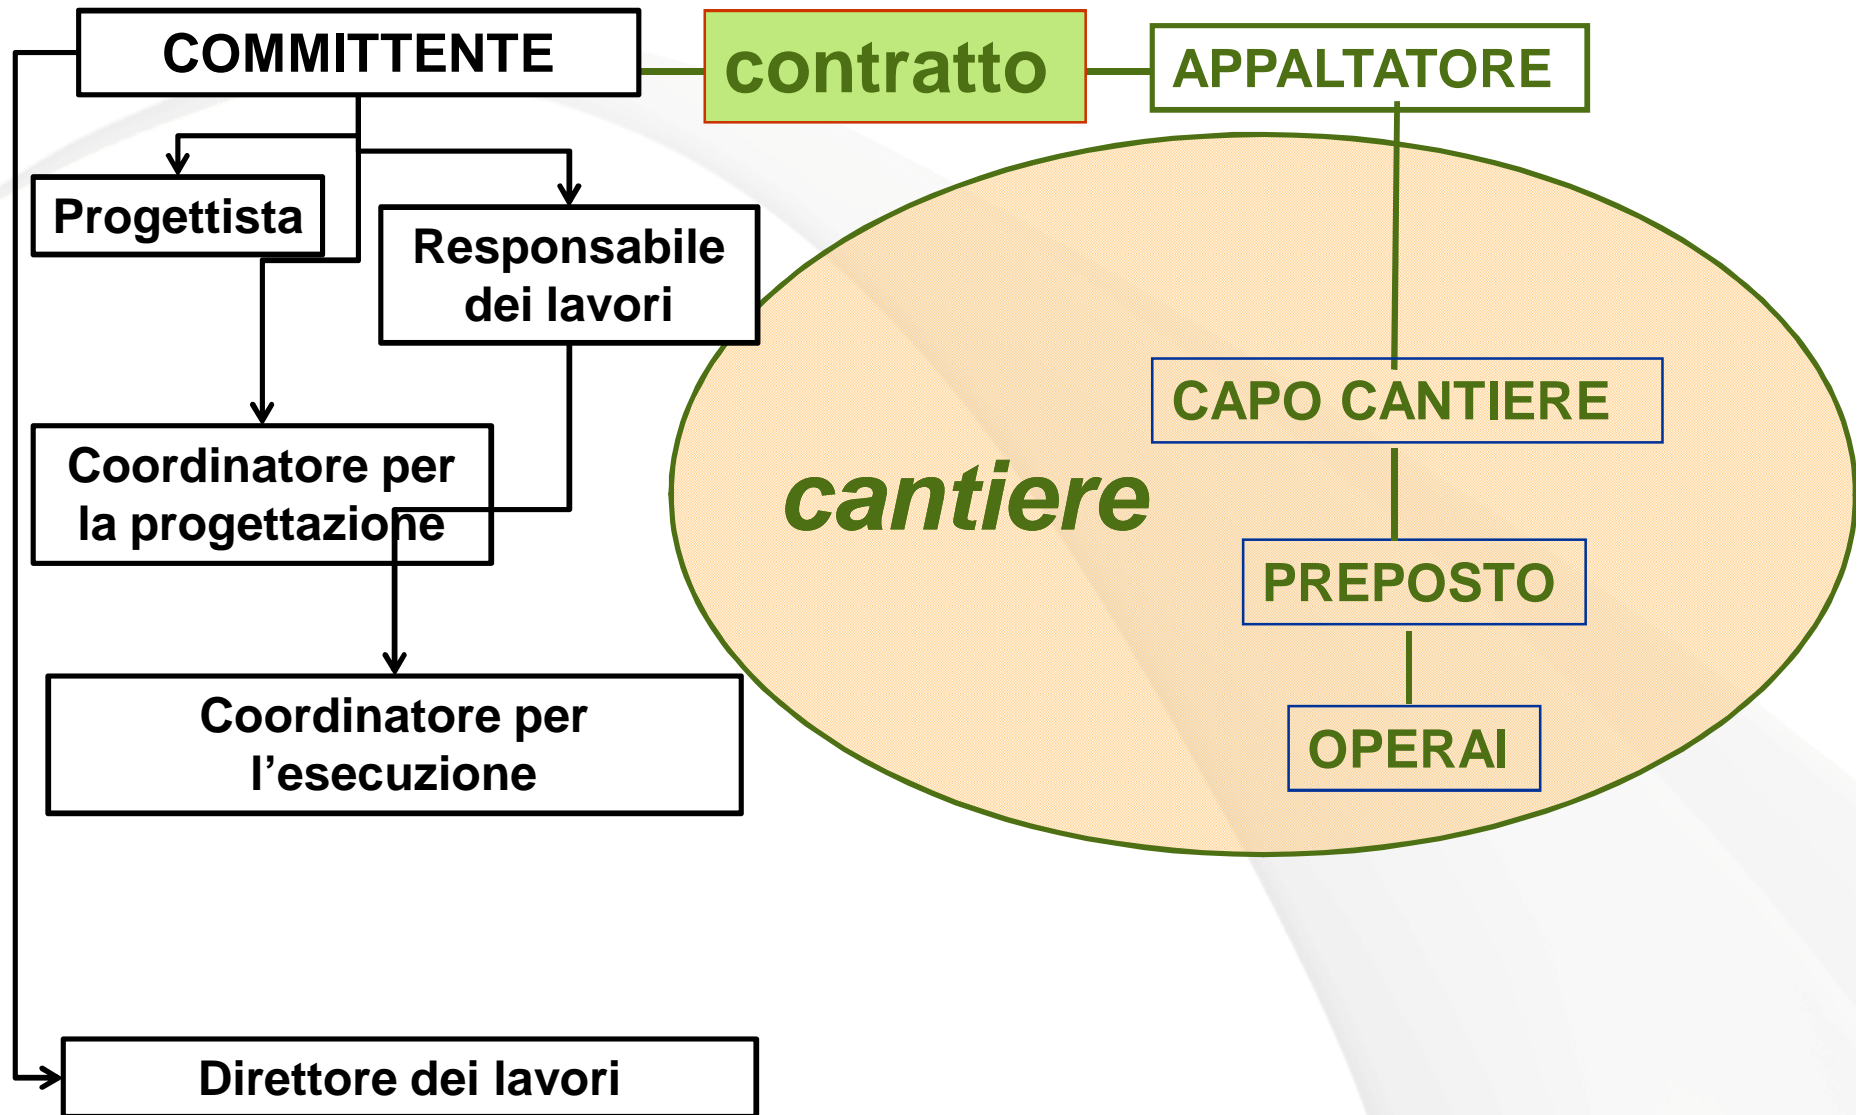 COMMITTENTE
contratto
APPALTATORE
Progettista
Responsabile
dei lavori
CAPO CANTIERE
Coordinatore per
la progettazione
cantiere
PREPOSTO
Coordinatore per
l’esecuzione
OPERAI
Direttore dei lavori